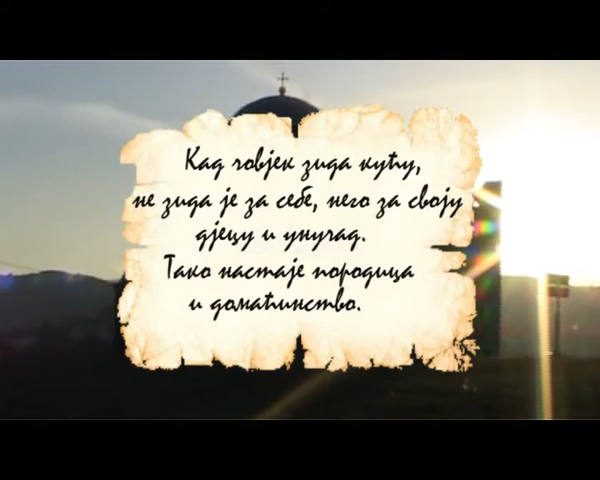 Кад човјек зида кућу,
не зида је за себе, него за своју
дјецу и унучад.
Тако настаје породица
и домаћинство.